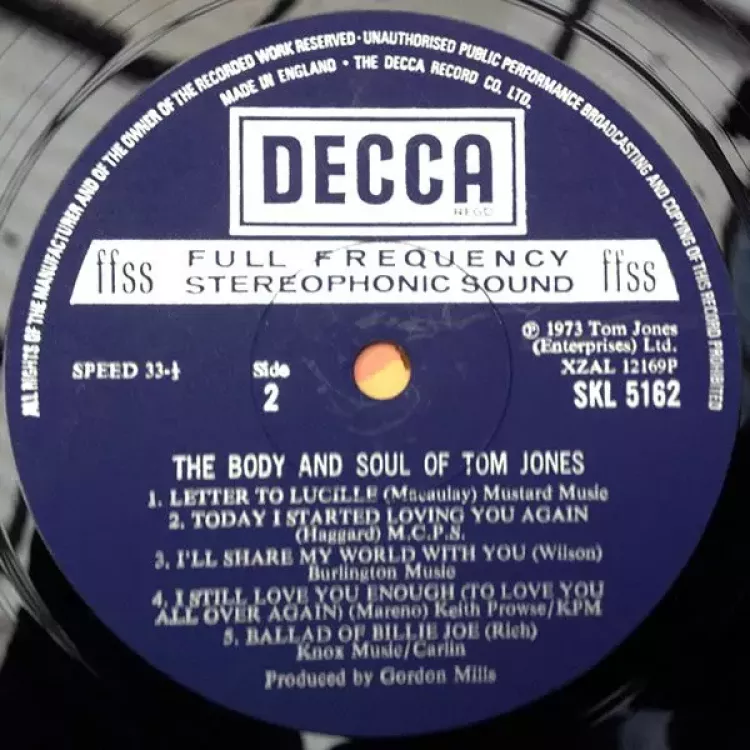 ALL RIGHTS OF THE MANUFACTURER AND OF THE OWNER OF THE RECORDED WORK RESERVED · UNAUTHORISED PUBLIC PERFORMANCE BROADCASTING AND COPYING OF THIS RECORD PROHIBITED
MADE IN ENGLAND · THE DECCA RECORD CO. LTD.
DECCA
REGD
ffss FULL FREQUENCY STEREOPHONIC SOUND ffss
℗ 1973 Tom Jones
(Enterprises) Ltd.
SPEED 33-⅓
Side
2
XZAL 12169P
SKL 5162
THE BODY AND SOUL OF TOM JONES
1. LETTER TO LUCILLE (Macaulay) Mustard Music
2. TODAY I STARTED LOVING YOU AGAIN
(Haggard) M.C.P.S.
3. I'LL SHARE MY WORLD WITH YOU (Wilson)
Burlington Music
4. I STILL LOVE YOU ENOUGH (TO LOVE YOU
ALL OVER AGAIN) (Mareno) Keith Prowse/KPM
5. BALLAD OF BILLIE JOE (Rich)
Knox Music/Carlin
Produced by Gordon Mills